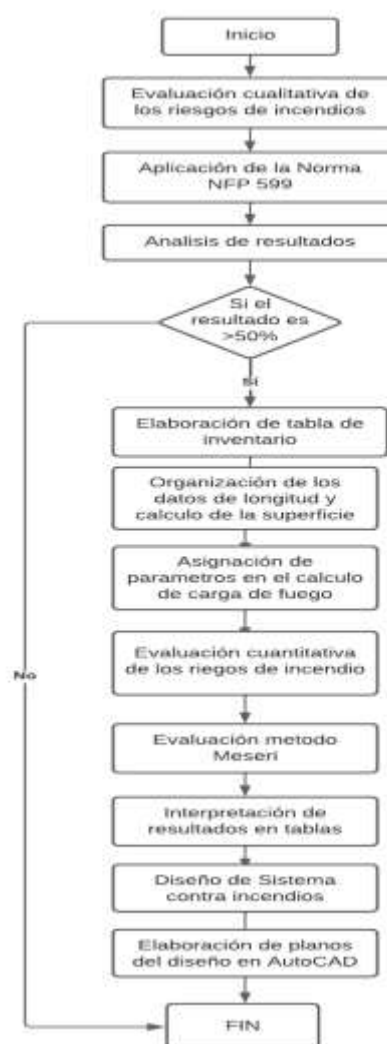 Inicio
Evaluación cualitativa de
los riesgos de incendios
Aplicación de la Norma
NFP 599
Analisis de resultados
Si el
resultado es
>50%
Si
Elaboración de tabla de
inventario
Organización de los
datos de longitud y
calculo de la superficie
Asignación de
parametros en el calculo
de carga de fuego
Evaluación cuantitativa
de los riegos de incendio
No
Evaluación metodo
Meseri
Interpretación de
resultados en tablas
Diseño de Sistema
contra incendios
Elaboración de planos
del diseño en AutoCAD
FIN